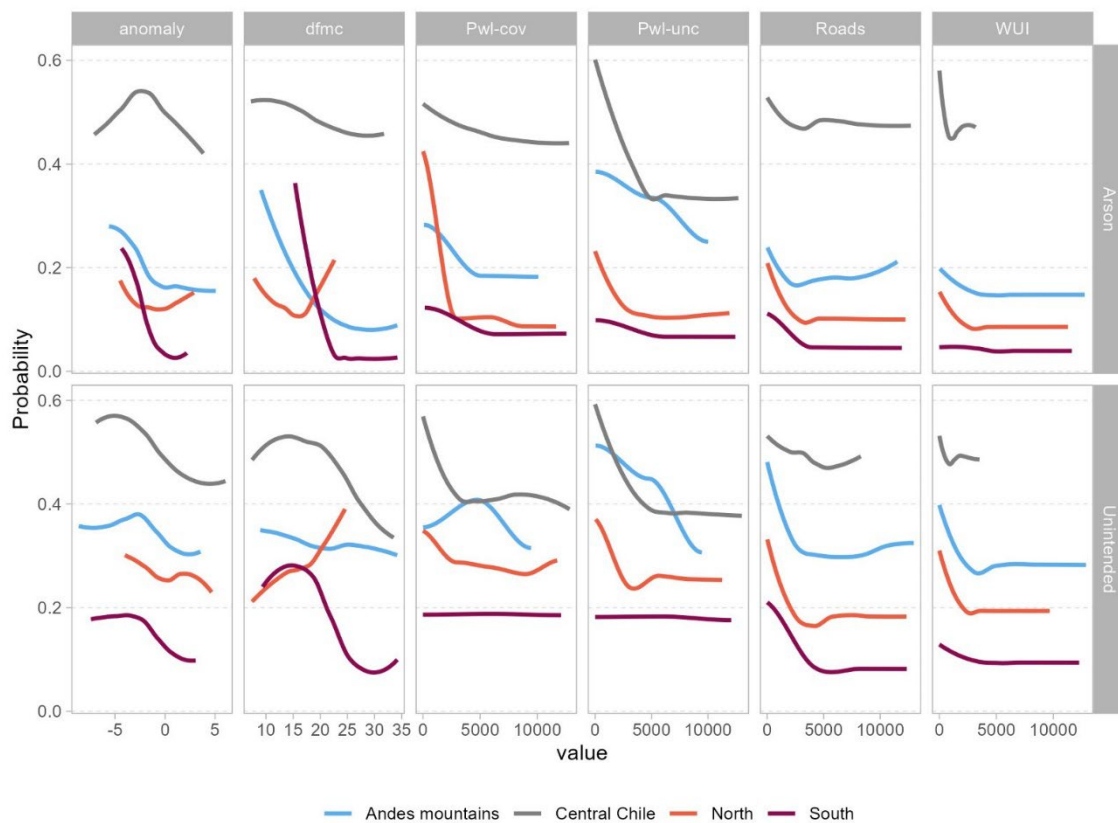 anomaly dfmc Pwl-cov Pwl-unc Roads WUI
0.6
0.4
0.2
0.0
Arson
0.6
0.4
0.2
0.0
Unintended
Probability
-5 0 5 10 15 20 25 30 35 0 5000 10000 0 5000 10000 0 5000 10000 0 5000 10000
value
Andes mountains Central Chile North South